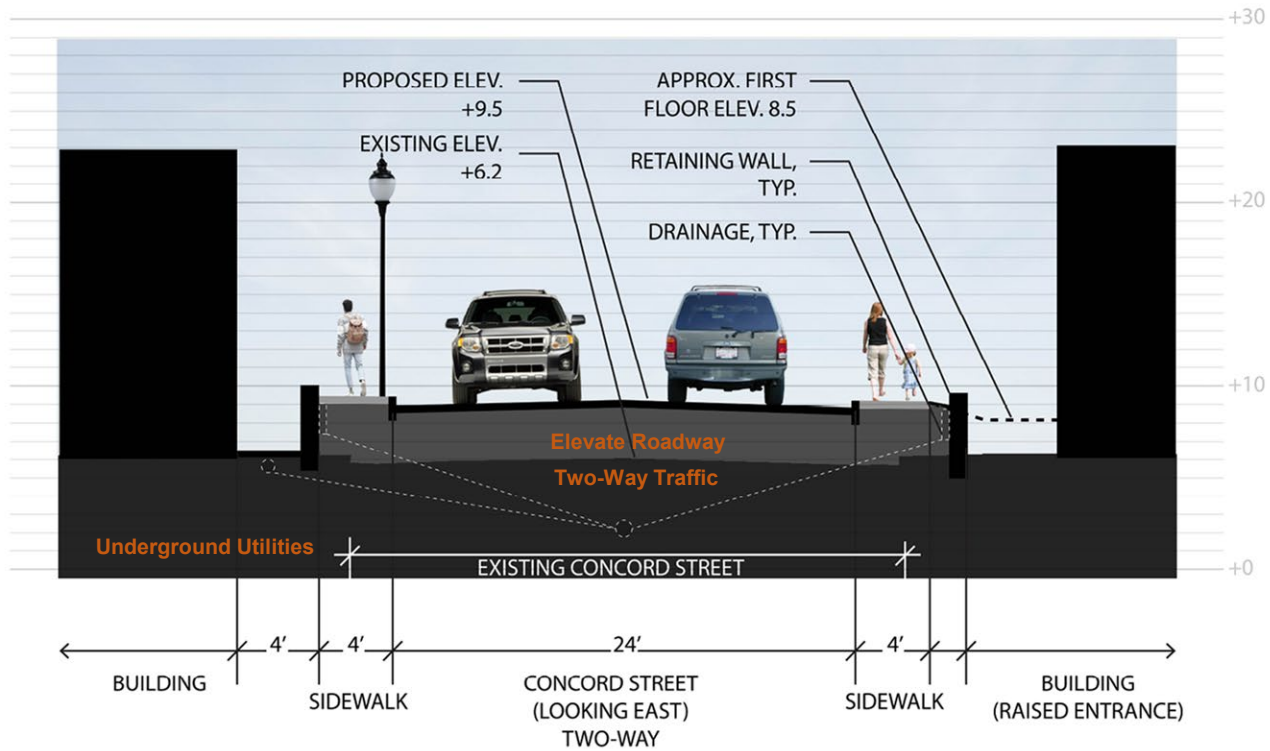 +30
PROPOSED ELEV.
+9.5
APPROX. FIRST
FLOOR ELEV. 8.5
EXISTING ELEV.
+6.2
RETAINING WALL,
TYP.
+20
DRAINAGE, TYP.
+10
Elevate Roadway
Two-Way Traffic
Underground Utilities
EXISTING CONCORD STREET
+0
4'
4'
24'
4'
BUILDING
SIDEWALK
CONCORD STREET
(LOOKING EAST)
TWO-WAY
SIDEWALK
BUILDING
(RAISED ENTRANCE)